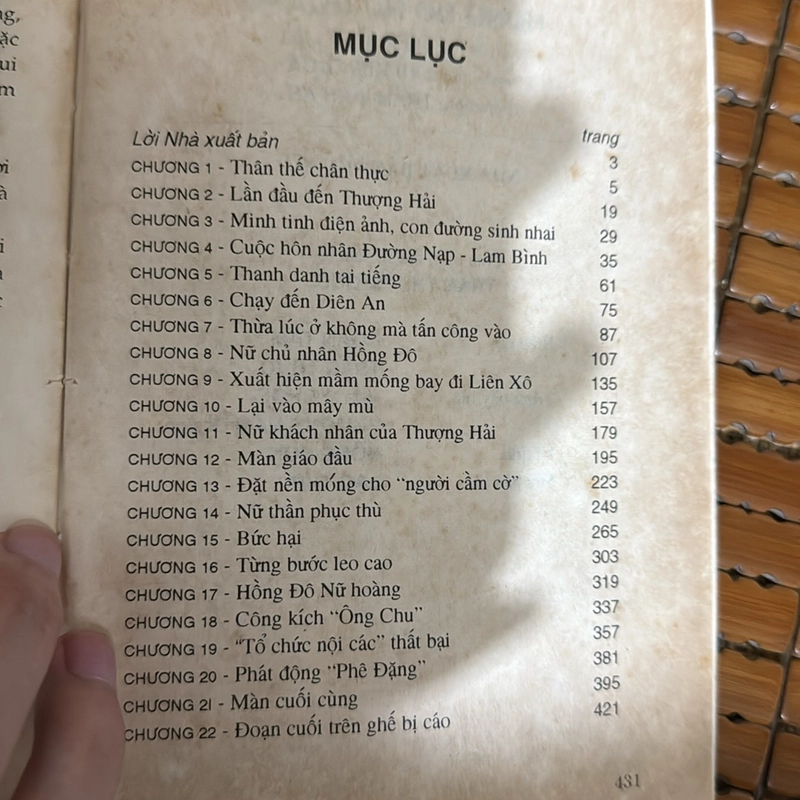 ng,
ặc
ui
m
MỤC LỤC
trang
Lời Nhà xuất bản 3
CHƯƠNG 1 - Thân thế chân thực 5
CHƯƠNG 2 - Lần đầu đến Thượng Hải 19
CHƯƠNG 3 - Minh tinh điện ảnh, con đường sinh nhai 29
CHƯƠNG 4 - Cuộc hôn nhân Đường Nạp - Lam Bình 35
CHƯƠNG 5 - Thanh danh tai tiếng 61
CHƯƠNG 6 - Chạy đến Diên An 75
CHƯƠNG 7 - Thừa lúc ở không mà tấn công vào 87
CHƯƠNG 8 - Nữ chủ nhân Hồng Đô 107
CHƯƠNG 9 - Xuất hiện mầm mống bay đi Liên Xô 135
CHƯƠNG 10 - Lại vào mây mù 157
CHƯƠNG 11 - Nữ khách nhân của Thượng Hải 179
CHƯƠNG 12 - Màn giáo đầu 195
CHƯƠNG 13 - Đặt nền móng cho “người cầm cờ” 223
CHƯƠNG 14 - Nữ thần phục thù 249
CHƯƠNG 15 - Bức hại 265
CHƯƠNG 16 - Từng bước leo cao 303
CHƯƠNG 17 - Hồng Đô Nữ hoàng 319
CHƯƠNG 18 - Công kích “Ông Chu” 337
CHƯƠNG 19 - “Tổ chức nội các” thất bại 357
CHƯƠNG 20 - Phát động “Phê Đặng” 381
CHƯƠNG 2I - Màn cuối cùng 395
CHƯƠNG 22 - Đoạn cuối trên ghế bị cáo 421
431